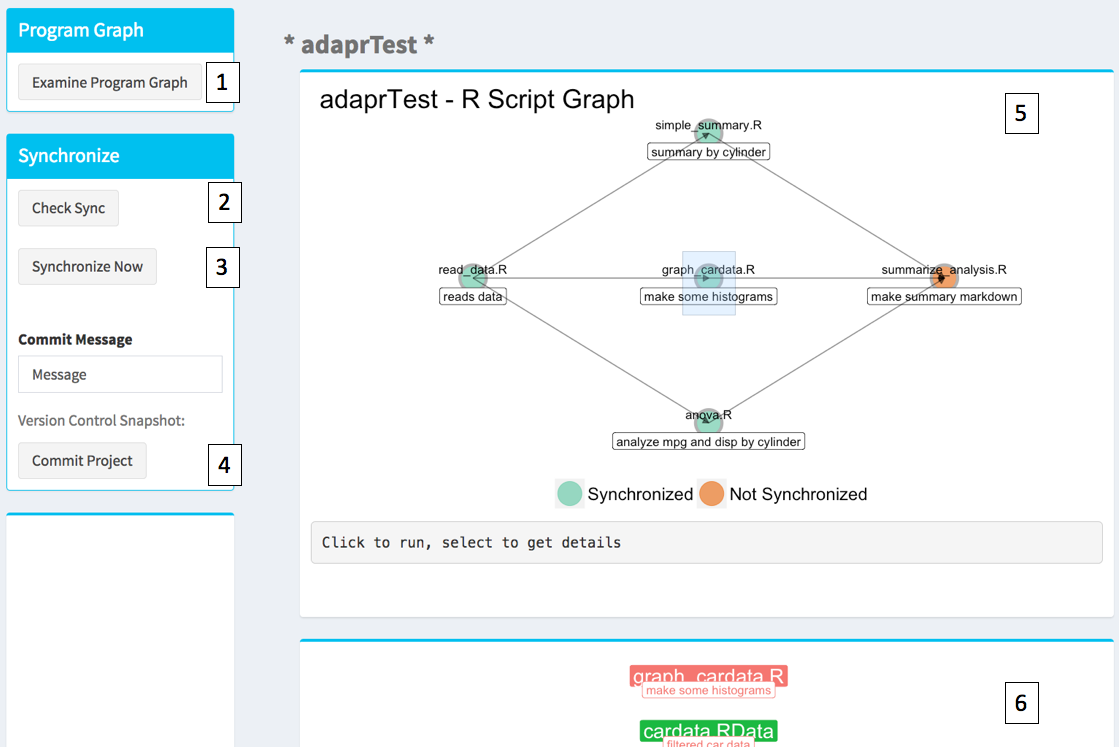 Program Graph
Examine Program Graph
1
Synchronize
Check Sync
2
Synchronize Now
3
Commit Message
Message
Version Control Snapshot:
Commit Project
4
* adaprTest *
adaprTest - R Script Graph
5
simple_summary.R
summary by cylinder
read_data.R
reads data
graph_cardata.R
make some histograms
summarize_analysis.R
make summary markdown
anova.R
analyze mpg and disp by cylinder
Synchronized
Not Synchronized
Click to run, select to get details
graph_cardata.R
make some histograms
6
cardata.RData
filtered car data